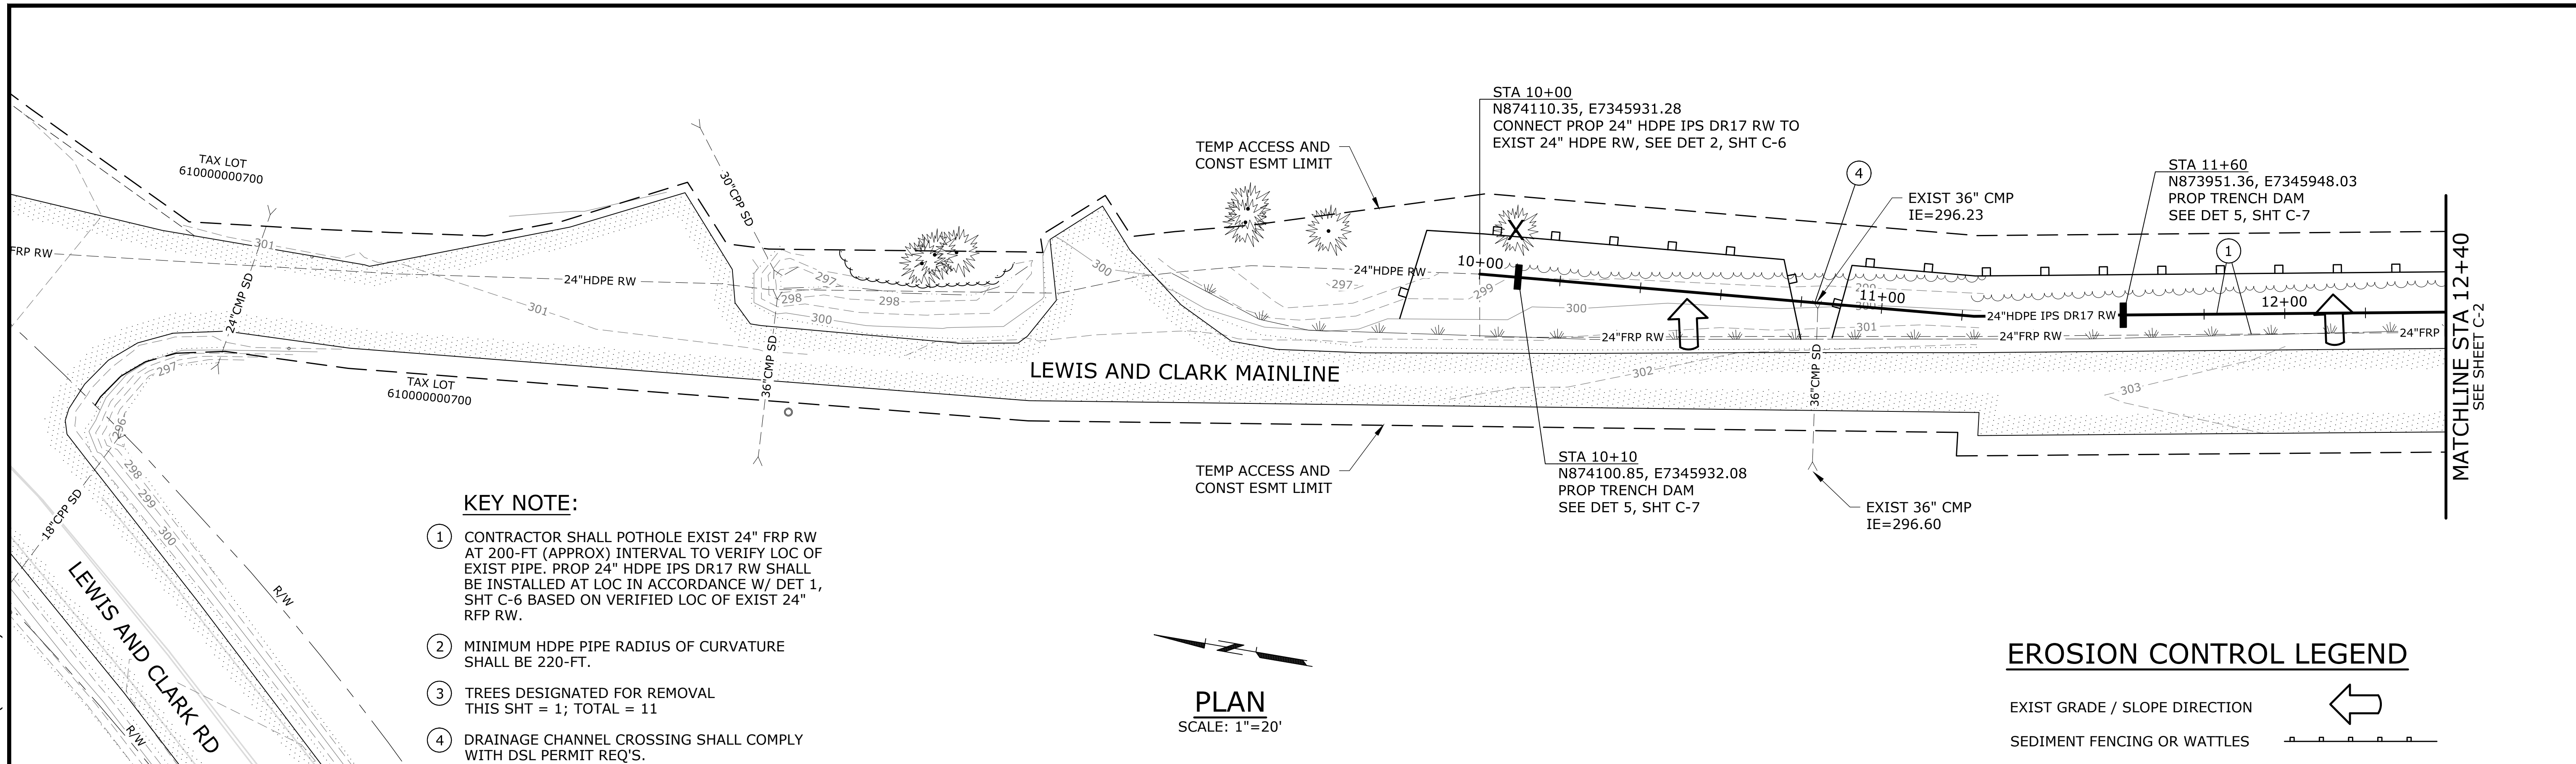 TAX LOT
610000000700
FRP RW
301
24"CMP SD
24"HDPE RW
301
30"CPP SD
297
298
298
300
36"CMP SD
300
TEMP ACCESS AND
CONST ESMT LIMIT
STA 10+00
N874110.35, E7345931.28
CONNECT PROP 24" HDPE IPS DR17 RW TO
EXIST 24" HDPE RW, SEE DET 2, SHT C-6
4
EXIST 36" CMP
IE=296.23
STA 11+60
N873951.36, E7345948.03
PROP TRENCH DAM
SEE DET 5, SHT C-7
1
X
24"HDPE RW
10+00
297
299
300
11+00
301
24"HDPE IPS DR17 RW
12+00
24"FRP RW
24"FRP RW
24"FRP
302
36"CMP SD
303
MATCHLINE STA 12+40
SEE SHEET C-2
LEWIS AND CLARK MAINLINE
297
TAX LOT
610000000700
296
298
299
300
18"CPP SD
R/W
R/W
LEWIS AND CLARK RD
TEMP ACCESS AND
CONST ESMT LIMIT
STA 10+10
N874100.85, E7345932.08
PROP TRENCH DAM
SEE DET 5, SHT C-7
EXIST 36" CMP
IE=296.60
KEY NOTE:
1 CONTRACTOR SHALL POTHOLE EXIST 24" FRP RW
AT 200-FT (APPROX) INTERVAL TO VERIFY LOC OF
EXIST PIPE. PROP 24" HDPE IPS DR17 RW SHALL
BE INSTALLED AT LOC IN ACCORDANCE W/ DET 1,
SHT C-6 BASED ON VERIFIED LOC OF EXIST 24"
RFP RW.
2 MINIMUM HDPE PIPE RADIUS OF CURVATURE
SHALL BE 220-FT.
3 TREES DESIGNATED FOR REMOVAL
THIS SHT = 1; TOTAL = 11
4 DRAINAGE CHANNEL CROSSING SHALL COMPLY
WITH DSL PERMIT REQ'S.
N
PLAN
SCALE: 1"=20'
EROSION CONTROL LEGEND
EXIST GRADE / SLOPE DIRECTION
SEDIMENT FENCING OR WATTLES